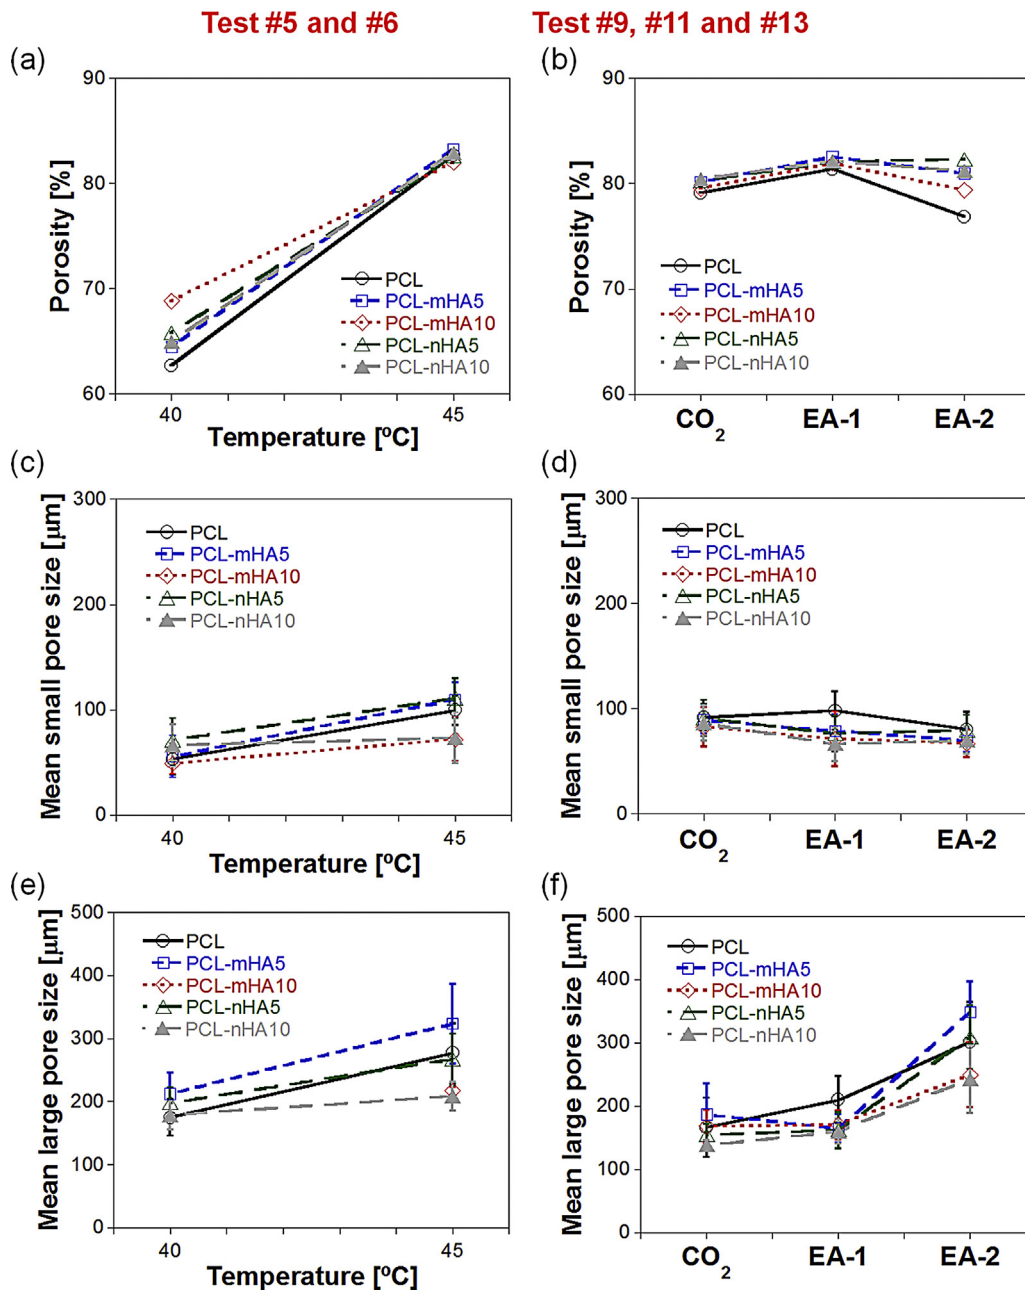 Test #5 and #6
Test #9, #11 and #13
(a)
90
80
70
60
Porosity [%]
PCL
PCL-mHA5
PCL-mHA10
PCL-nHA5
PCL-nHA10
40
45
Temperature [ºC]
(b)
90
80
70
60
Porosity [%]
PCL
PCL-mHA5
PCL-mHA10
PCL-nHA5
PCL-nHA10
CO2
EA-1
EA-2
(c)
300
200
100
0
Mean small pore size [µm]
PCL
PCL-mHA5
PCL-mHA10
PCL-nHA5
PCL-nHA10
40
45
Temperature [ºC]
(d)
300
200
100
0
Mean small pore size [µm]
PCL
PCL-mHA5
PCL-mHA10
PCL-nHA5
PCL-nHA10
CO2
EA-1
EA-2
(e)
500
400
300
200
100
0
Mean large pore size [µm]
PCL
PCL-mHA5
PCL-mHA10
PCL-nHA5
PCL-nHA10
40
45
Temperature [ºC]
(f)
500
400
300
200
100
0
Mean large pore size [µm]
PCL
PCL-mHA5
PCL-mHA10
PCL-nHA5
PCL-nHA10
CO2
EA-1
EA-2